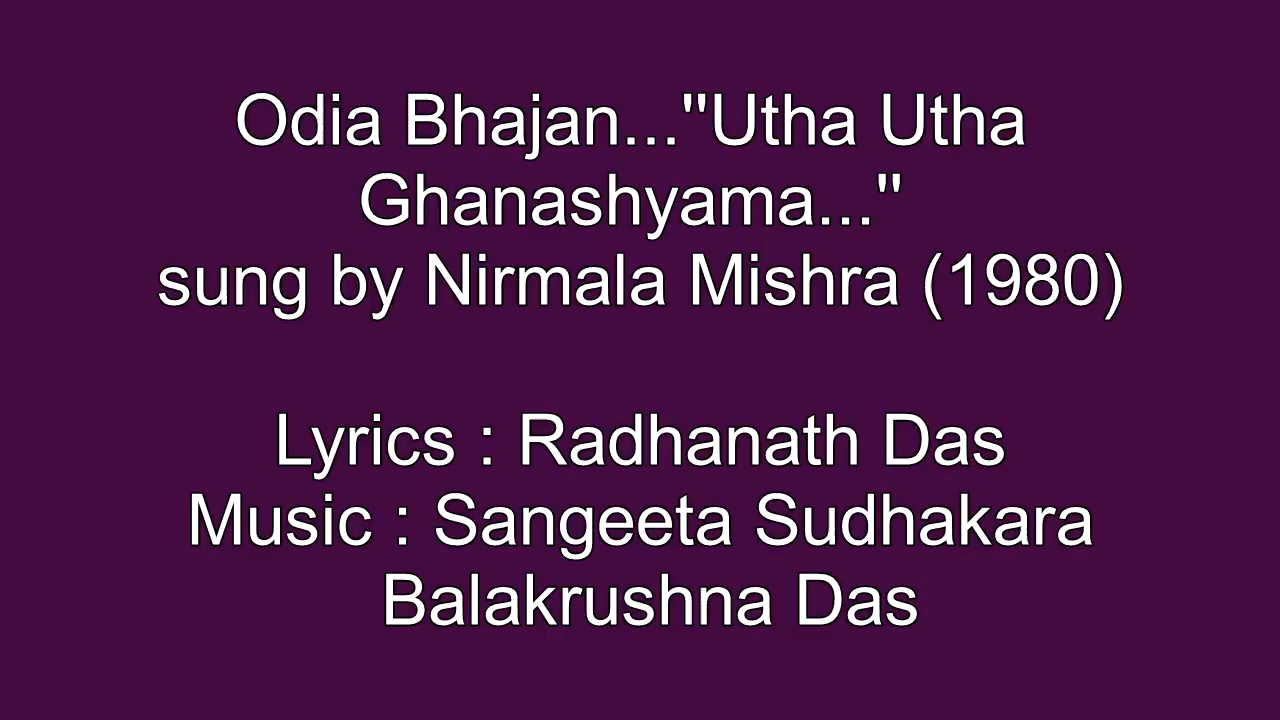 Odia Bhajan..."Utha Utha
Ghanashyama..."
sung by Nirmala Mishra (1980)
Lyrics : Radhanath Das
Music : Sangeeta Sudhakara
Balakrushna Das